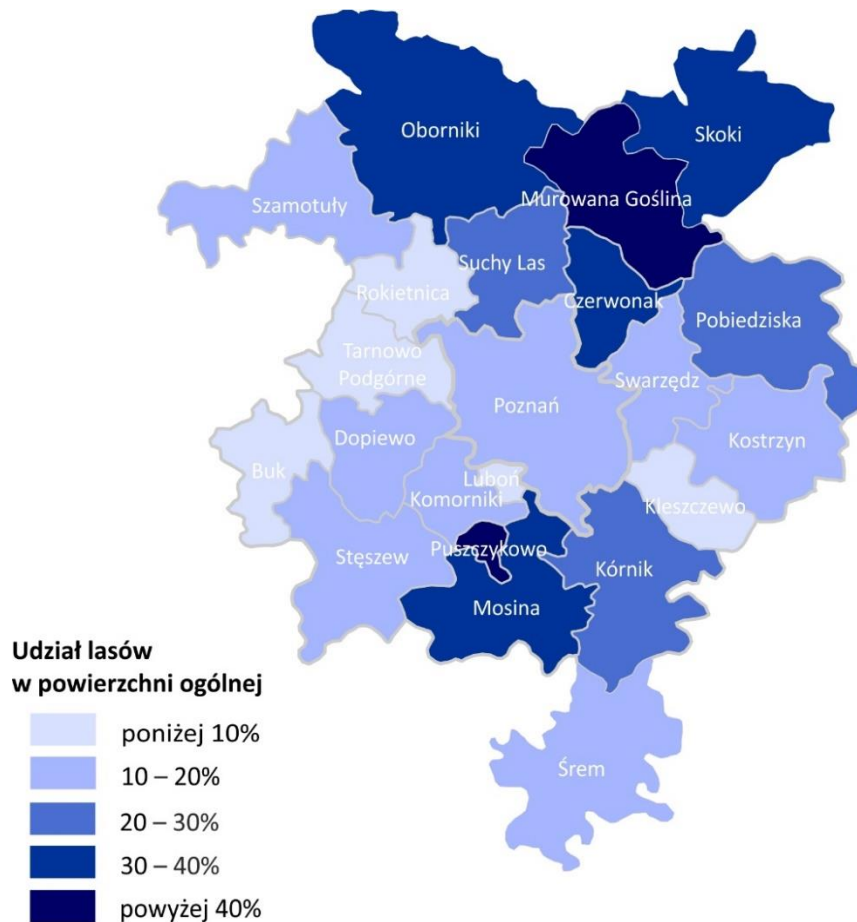 Oborniki
Skoki
Murowana Goślina
Szamotuły
Suchy Las
Rokietnica
Czerwonak
Pobiedziska
Tarnowo
Podgórne
Swarzędz
Poznań
Dopiewo
Kostrzyn
Buk
Luboń
Komorniki
Kleszczewo
Puszczykowo
Stęszew
Kórnik
Mosina
Śrem
Udział lasów
w powierzchni ogólnej
poniżej 10%
10 – 20%
20 – 30%
30 – 40%
powyżej 40%